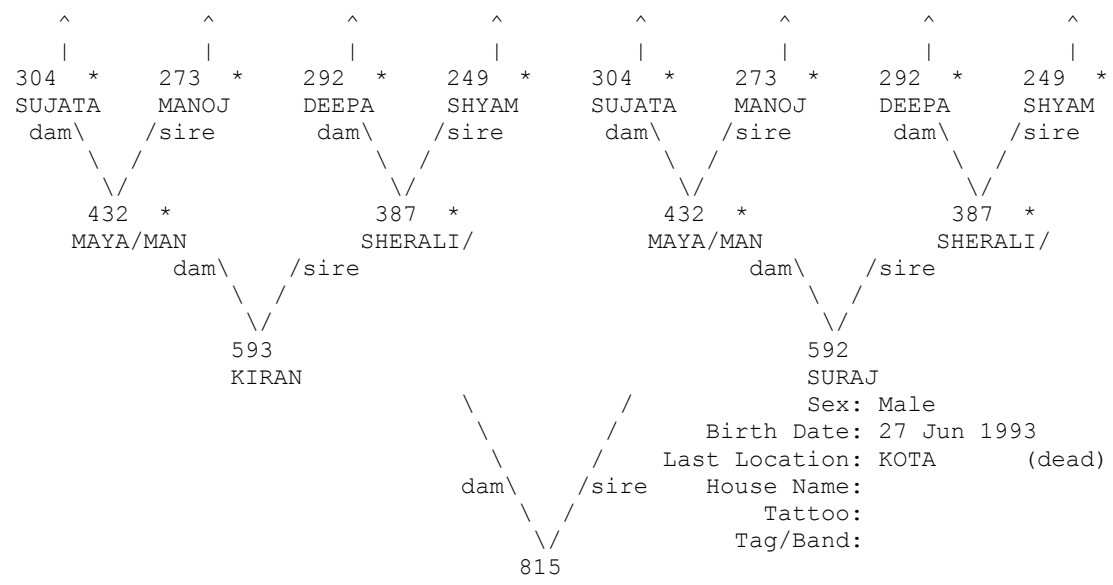 ^ ^ ^ ^ ^ ^ ^ ^
| | | | | | | |
304 * 273 * 292 * 249 * 304 * 273 * 292 * 249 *
SUJATA MANOJ DEEPA SHYAM SUJATA MANOJ DEEPA SHYAM
dam\ /sire dam\ /sire dam\ /sire dam\ /sire
\ / \ / \ / \ /
\/ \/ \/ \/
432 * 387 * 432 * 387 *
MAYA/MAN SHERALI/ MAYA/MAN SHERALI/
dam\ /sire dam\ /sire
\ / \ /
\/ \/
593 592
KIRAN SURAJ
\ / Sex: Male
\ / Birth Date: 27 Jun 1993
\ / Last Location: KOTA (dead)
dam\ /sire House Name:
\ / Tattoo:
\/ Tag/Band:
815